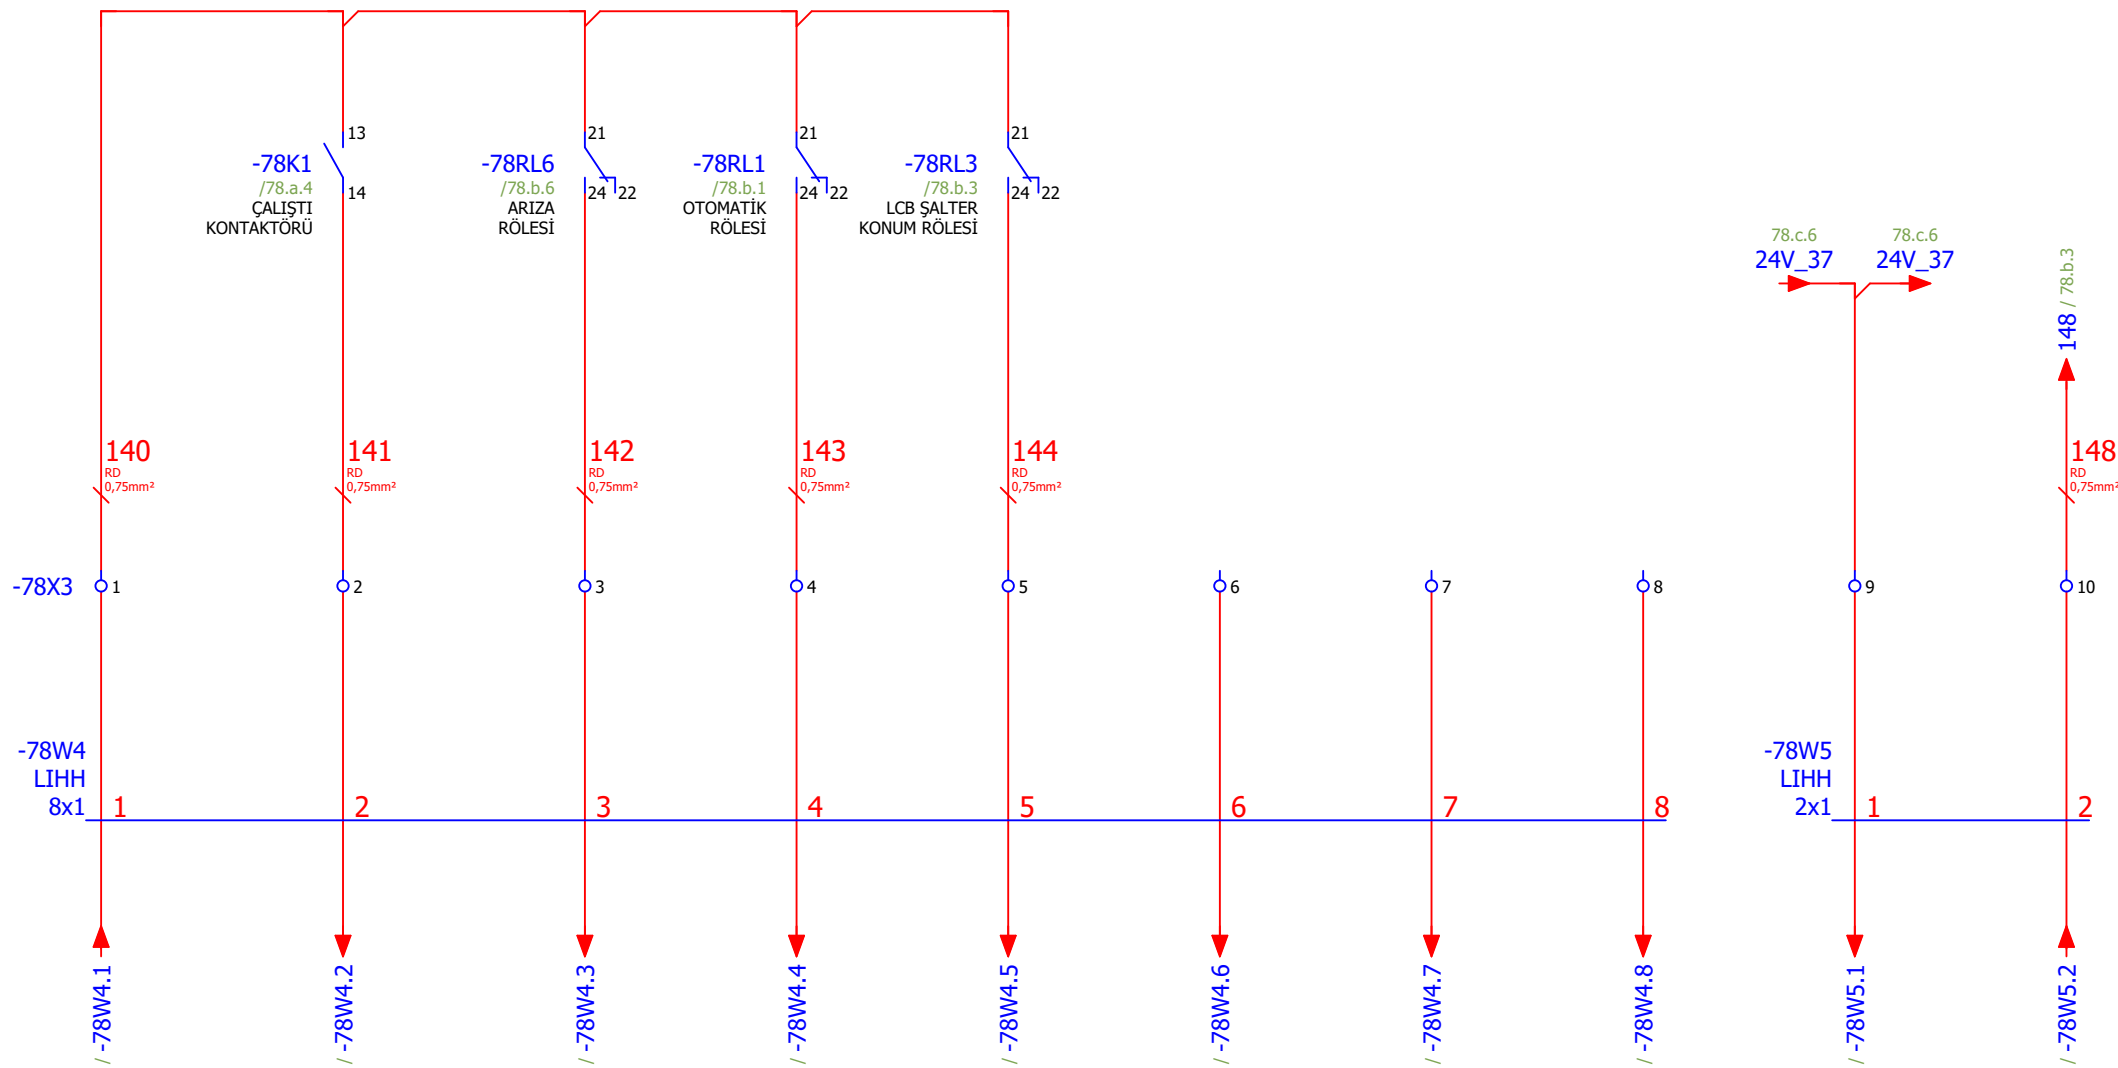 13
-78K1
/78.a.4
14
ÇALIŞTI
KONTAKTÖRÜ
21
-78RL6
/78.b.6
24 22
ARIZA
RÖLESİ
21
-78RL1
/78.b.1
24 22
OTOMATİK
RÖLESİ
21
-78RL3
/78.b.3
24 22
LCB ŞALTER
KONUM RÖLESİ
78.c.6 78.c.6
24V_37 24V_37
148 / 78.b.3
140
RD
0,75mm²
141
RD
0,75mm²
142
RD
0,75mm²
143
RD
0,75mm²
144
RD
0,75mm²
148
RD
0,75mm²
-78X3 1 2 3 4 5 6 7 8 9 10
-78W4
LIHH
8x1 1 2 3 4 5 6 7 8
-78W5
LIHH
2x1 1 2
/ -78W4.1
/ -78W4.2
/ -78W4.3
/ -78W4.4
/ -78W4.5
/ -78W4.6
/ -78W4.7
/ -78W4.8
/ -78W5.1
/ -78W5.2